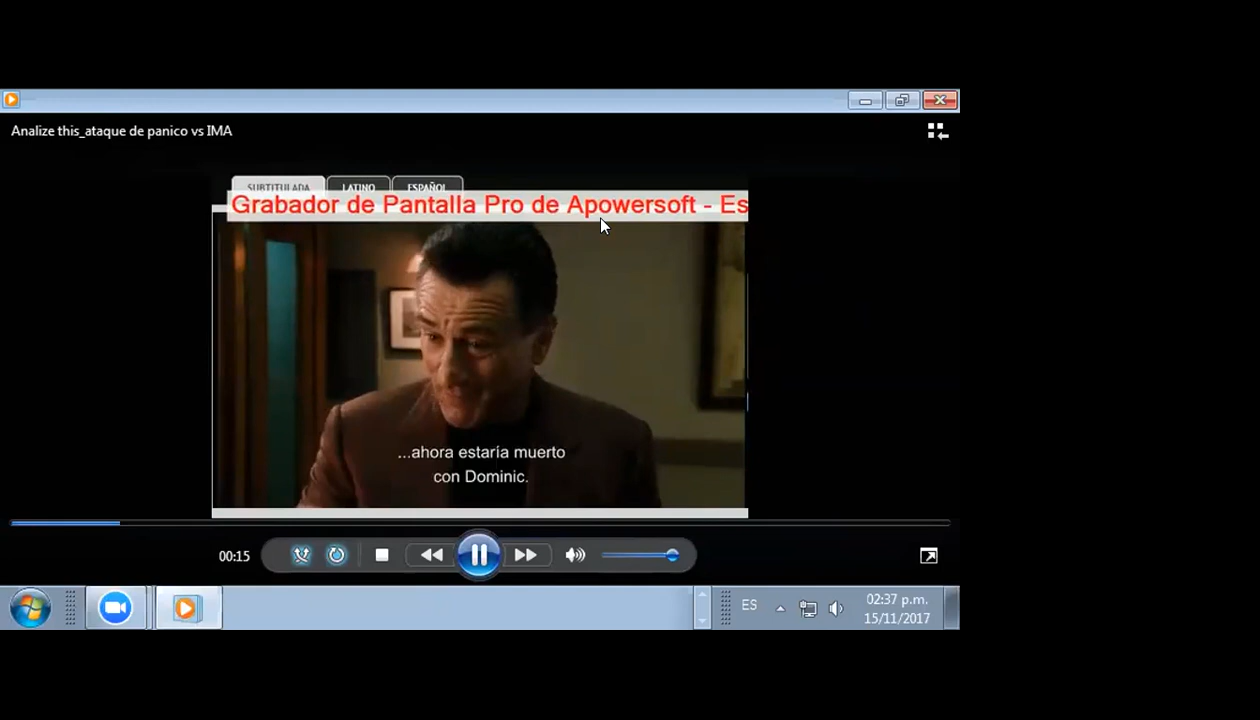 Analize this_ataque de panico vs IMA
SUBTITULADA LATINO ESPAÑOL
Grabador de Pantalla Pro de Apowersoft - Es
...ahora estaría muerto
con Dominic.
00:15
ES
02:37 p.m.
15/11/2017